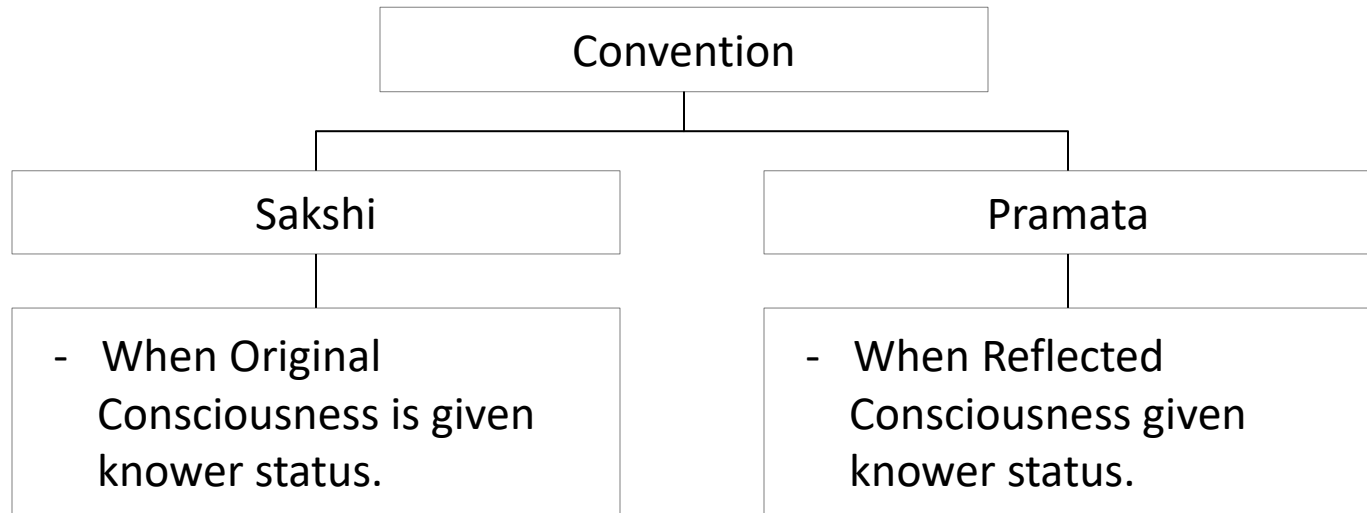 Convention
Sakshi
Pramata
- When Original
Consciousness is given
knower status.
- When Reflected
Consciousness given
knower status.